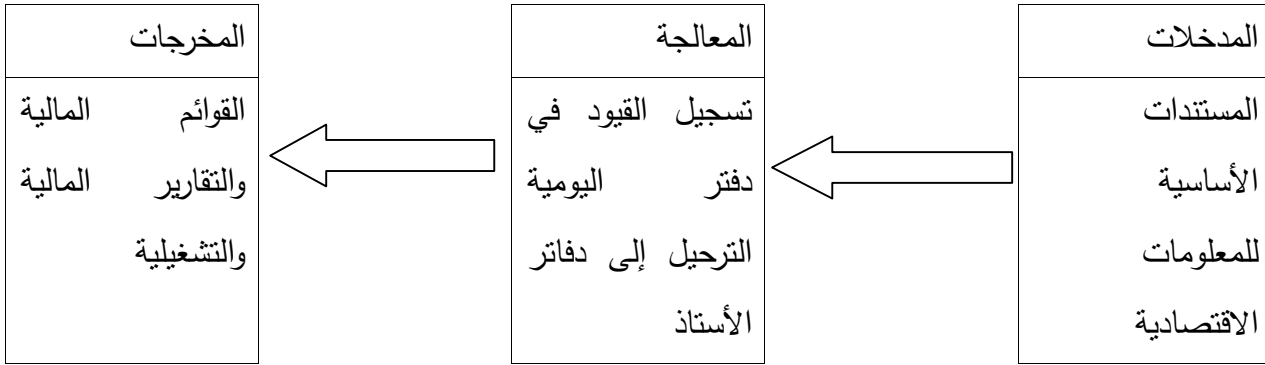 المدخلات
المستندات
الأساسية
للمعلومات
الاقتصادية
المعالجة
تسجيل القيود في
دفتر اليومية
الترحيل إلى دفاتر
الأستاذ
المخرجات
القوائم المالية
والتقارير المالية
والتشغيلية